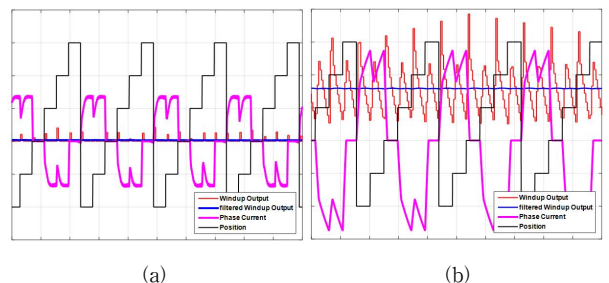 Windup Output
filtered Windup Output
Phase Current
Position
Windup Output
filtered Windup Output
Phase Current
Position
(a)
(b)